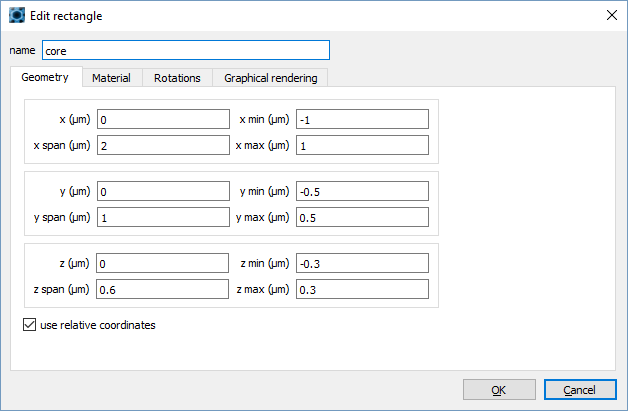 Edit rectangle
name core
Geometry Material Rotations Graphical rendering
x (µm) 0 x min (µm) -1
x span (µm) 2 x max (µm) 1
y (µm) 0 y min (µm) -0.5
y span (µm) 1 y max (µm) 0.5
z (µm) 0 z min (µm) -0.3
z span (µm) 0.6 z max (µm) 0.3
use relative coordinates
OK Cancel